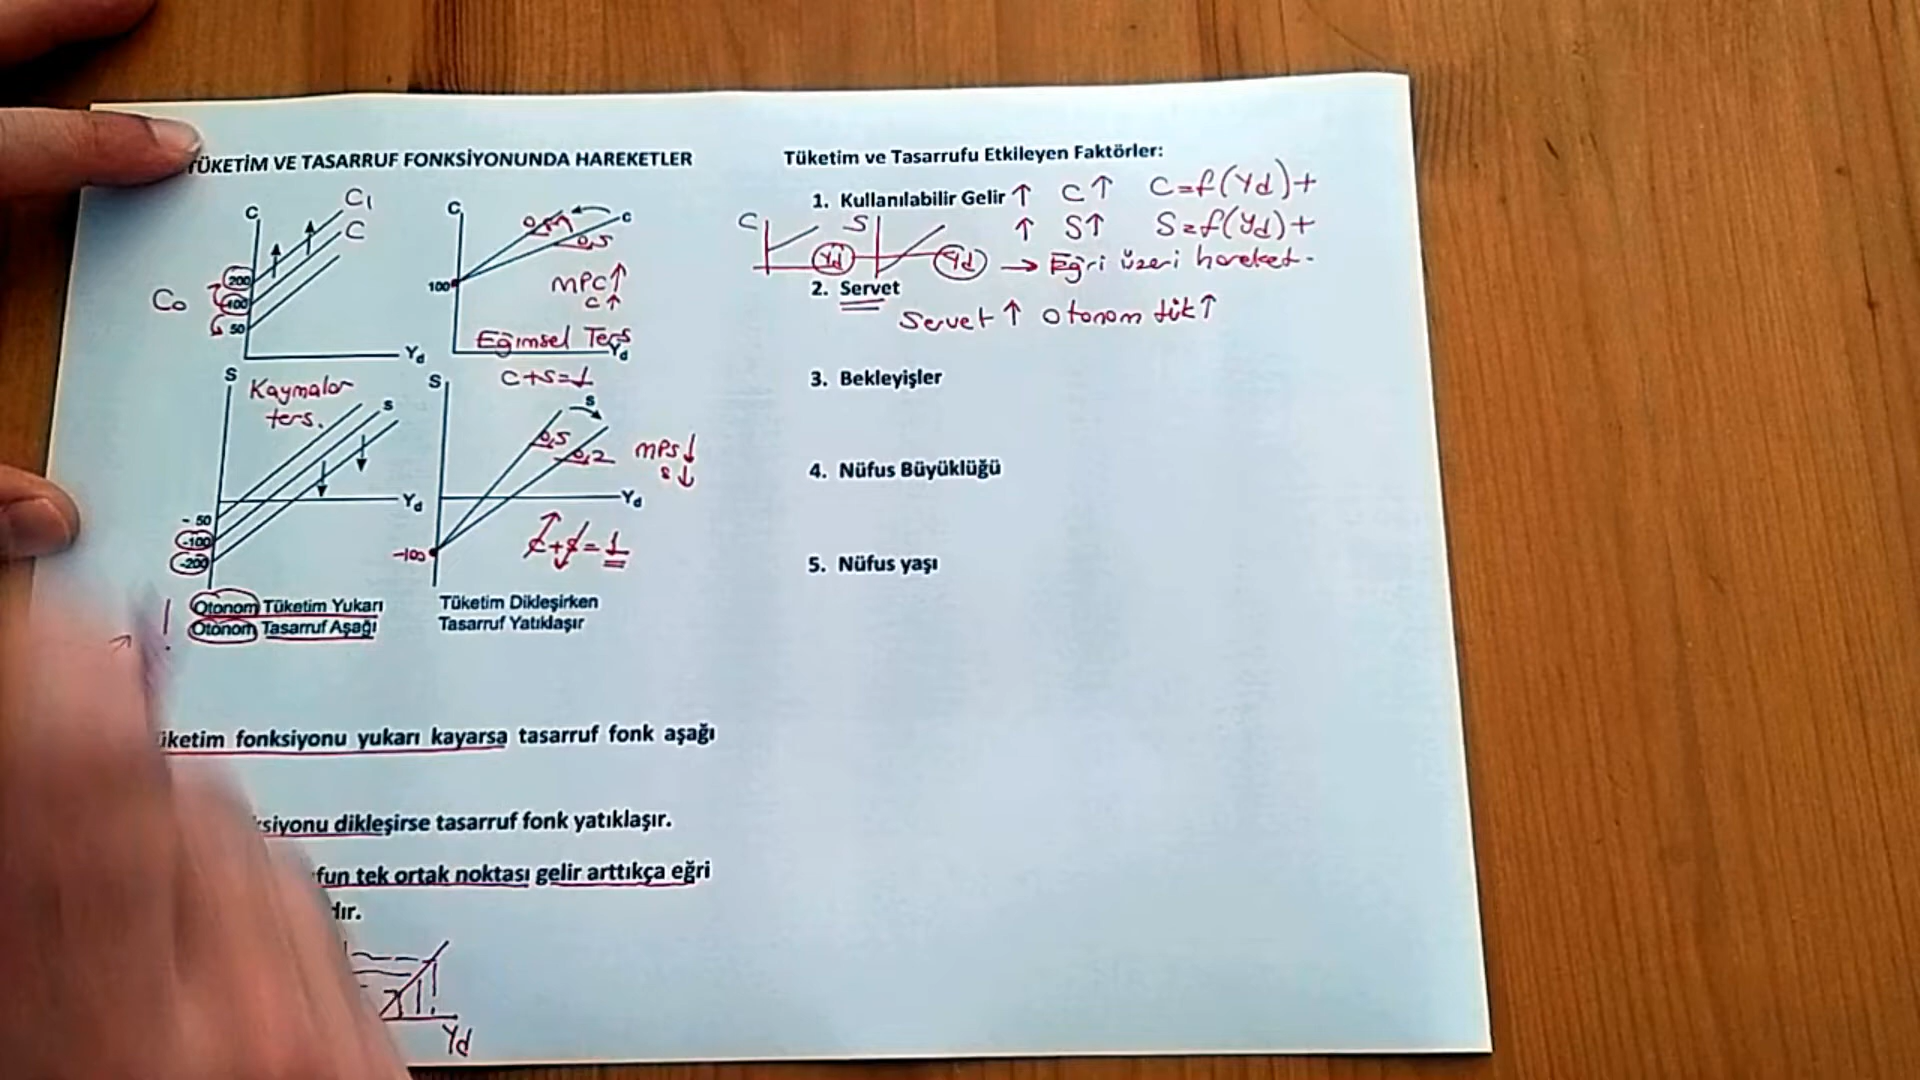 TÜKETİM VE TASARRUF FONKSİYONUNDA HAREKETLER
C
C1
C
200
100
50
C0
Yd
C
C
0,5
100
MPC↑
C↑
Eğimsel Ters
Yd
S
Kaymalar
ters.
S
Yd
- 50
-100
-200
S
C+S=1
S
0,5
0,2
MPS↓
S↓
Yd
-100
C+S=1
! Otonom Tüketim Yukarı
Otonom Tasarruf Aşağı
Tüketim Dikleşirken
Tasarruf Yatıklaşır
üketim fonksiyonu yukarı kayarsa tasarruf fonk aşağı
siyonu dikleşirse tasarruf fonk yatıklaşır.
fun tek ortak noktası gelir arttıkça eğri
dır.
Yd
Tüketim ve Tasarrufu Etkileyen Faktörler:
1. Kullanılabilir Gelir ↑ C↑ C=f(Yd)+
↑ S↑ S=f(Yd)+
C Yd S Yd → Eğri üzeri hareket.
2. Servet
Servet ↑ otonom tük↑
3. Bekleyişler
4. Nüfus Büyüklüğü
5. Nüfus yaşı